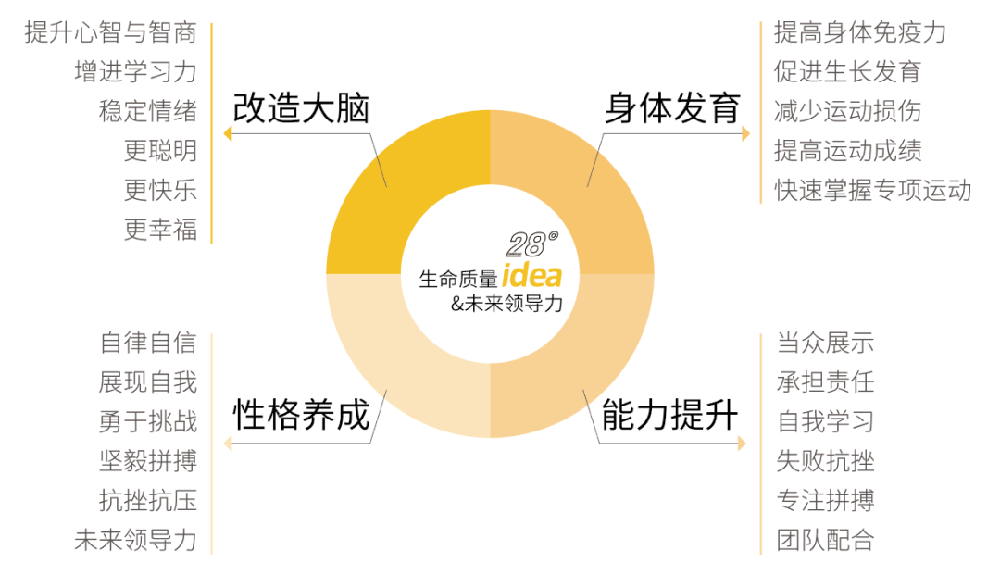 改造大脑
提升心智与智商
增进学习力
稳定情绪
更聪明
更快乐
更幸福
身体发育
提高身体免疫力
促进生长发育
减少运动损伤
提高运动成绩
快速掌握专项运动
28°
生命质量 idea
&未来领导力
性格养成
自律自信
展现自我
勇于挑战
坚毅拼搏
抗挫抗压
未来领导力
能力提升
当众展示
承担责任
自我学习
失败抗挫
专注拼搏
团队配合